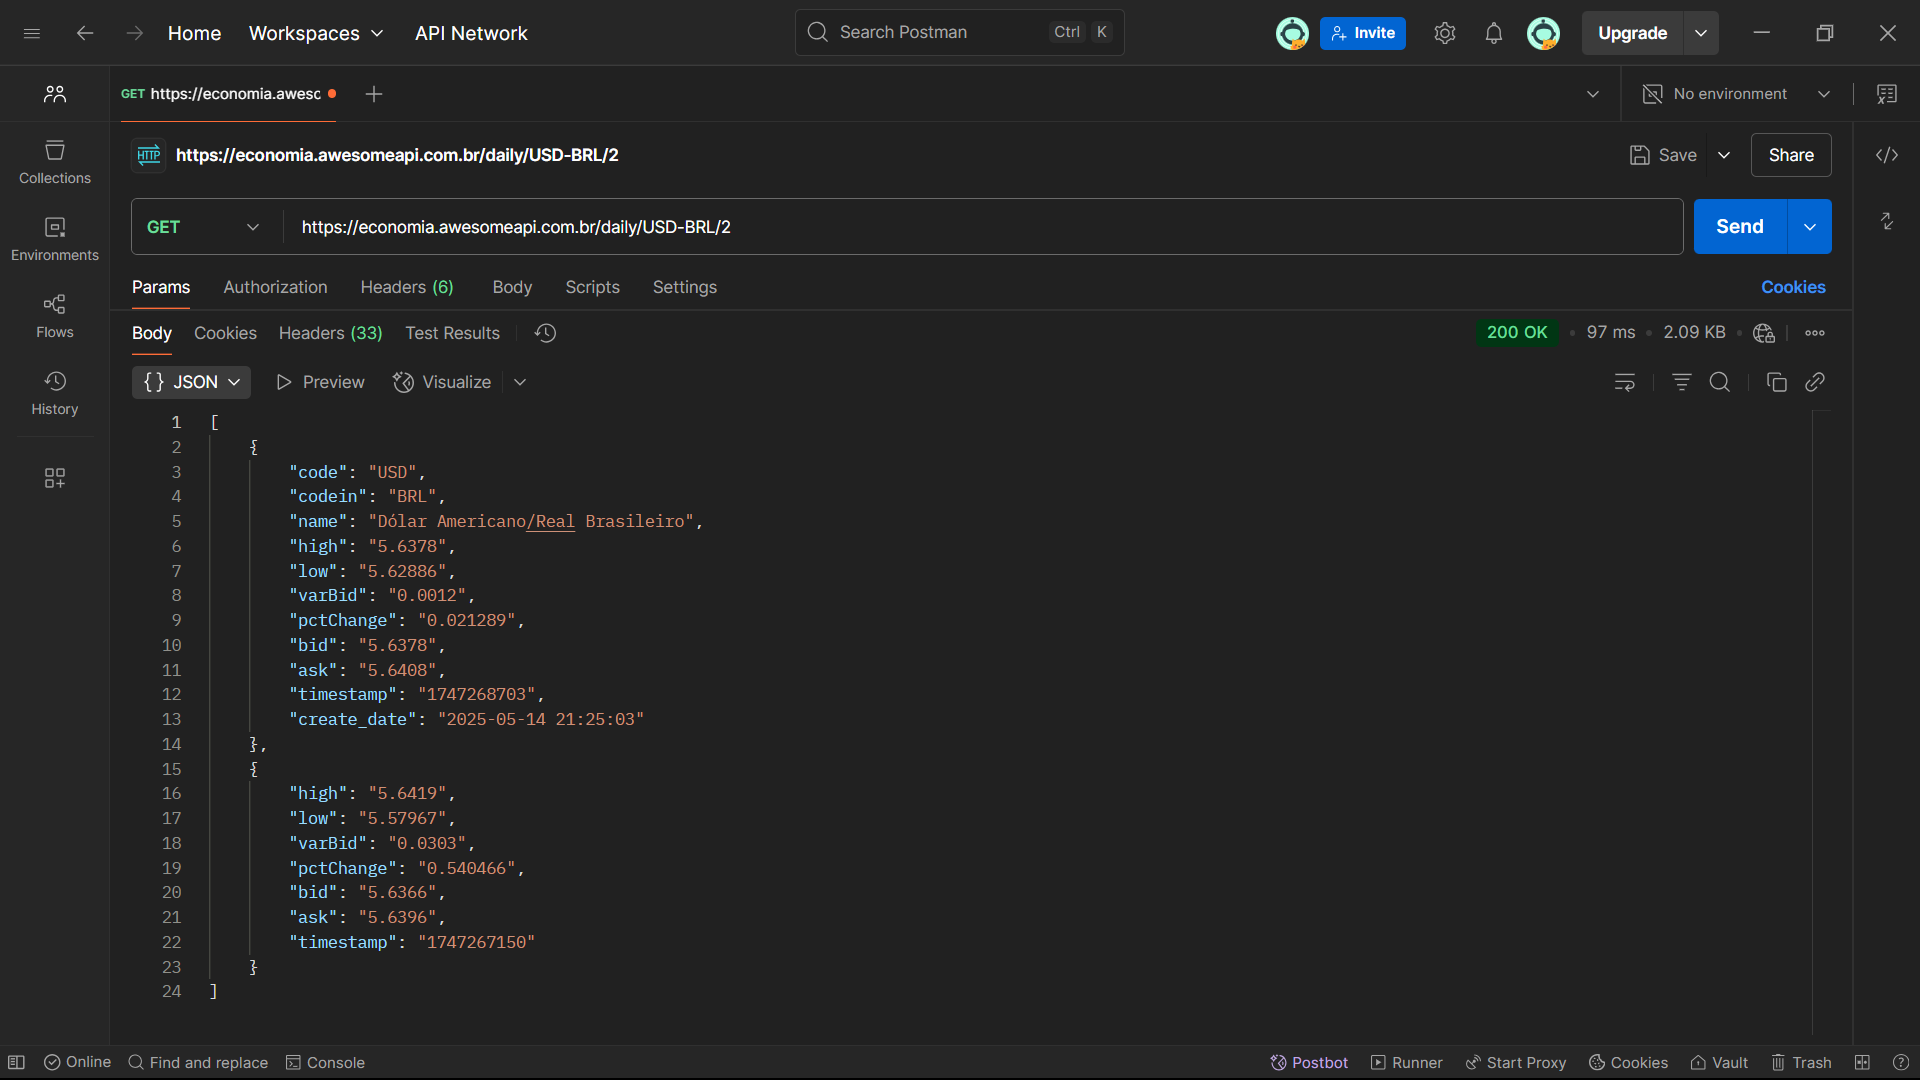 Home Workspaces API Network Search Postman Ctrl K Invite Upgrade
GET https://economia.awesc No environment
HTTP https://economia.awesomeapi.com.br/daily/USD-BRL/2 Save Share
Collections
Environments
Flows
History
GET https://economia.awesomeapi.com.br/daily/USD-BRL/2 Send
Params Authorization Headers (6) Body Scripts Settings Cookies
Body Cookies Headers (33) Test Results 200 OK • 97 ms • 2.09 KB •
{} JSON Preview Visualize
1 [
2 {
3 "code": "USD",
4 "codein": "BRL",
5 "name": "Dólar Americano/Real Brasileiro",
6 "high": "5.6378",
7 "low": "5.62886",
8 "varBid": "0.0012",
9 "pctChange": "0.021289",
10 "bid": "5.6378",
11 "ask": "5.6408",
12 "timestamp": "1747268703",
13 "create_date": "2025-05-14 21:25:03"
14 },
15 {
16 "high": "5.6419",
17 "low": "5.57967",
18 "varBid": "0.0303",
19 "pctChange": "0.540466",
20 "bid": "5.6366",
21 "ask": "5.6396",
22 "timestamp": "1747267150"
23 }
24 ]
Online Find and replace Console Postbot Runner Start Proxy Cookies Vault Trash